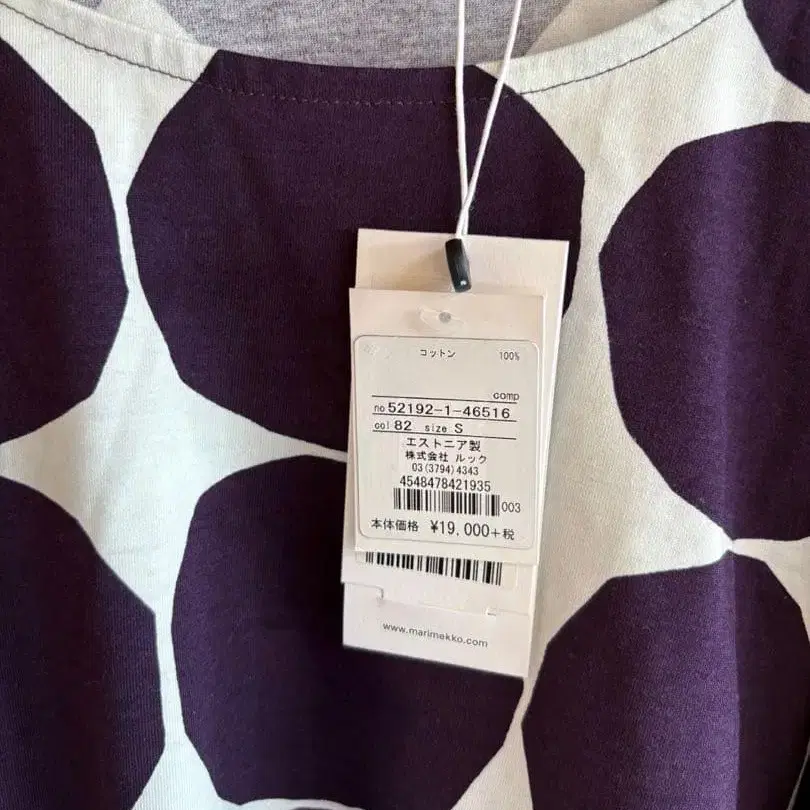 コットン 100%
comp
no 52192-1-46516
col 82 size S
エストニア製
株式会社 ルック
03(3794)4343
4548478421935
003
本体価格 ¥19,000+税
www.marimekko.com